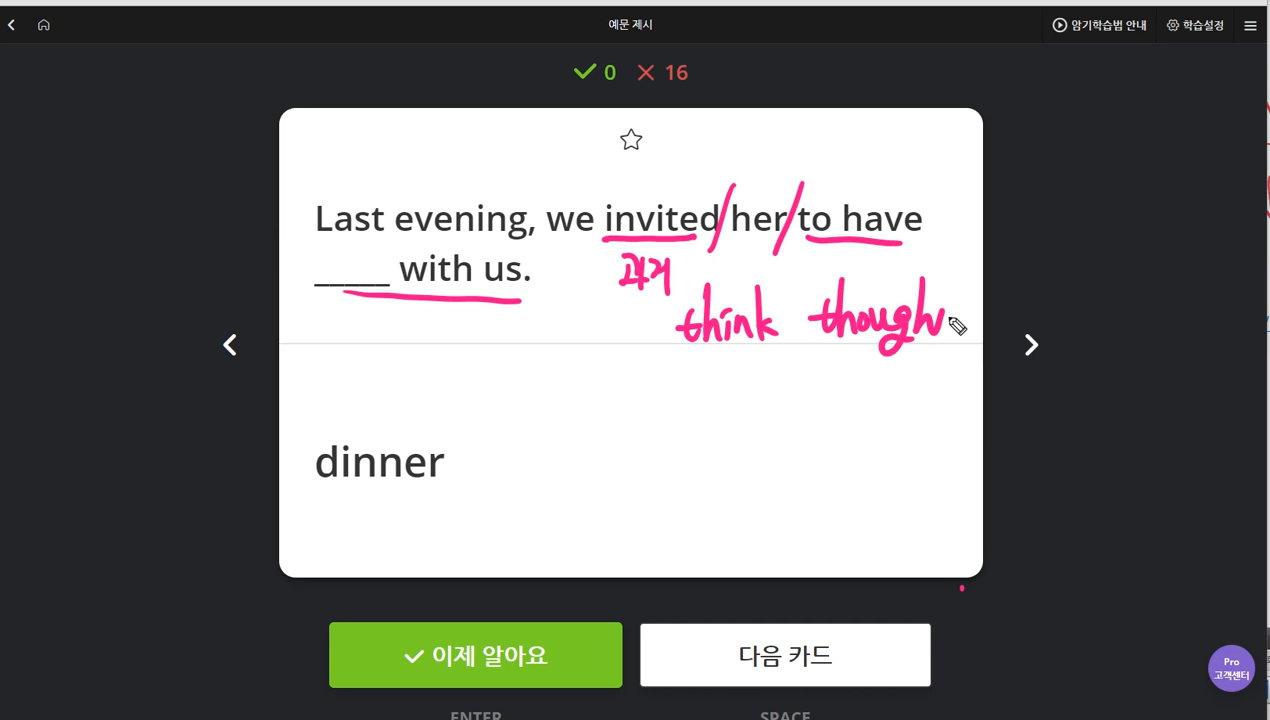 예문 제시
암기학습법 안내
학습설정
0
16
Last evening, we invited her to have
_____ with us.
과거
think though
dinner
이제 알아요
다음 카드
Pro
고객센터
ENTER
SPACE